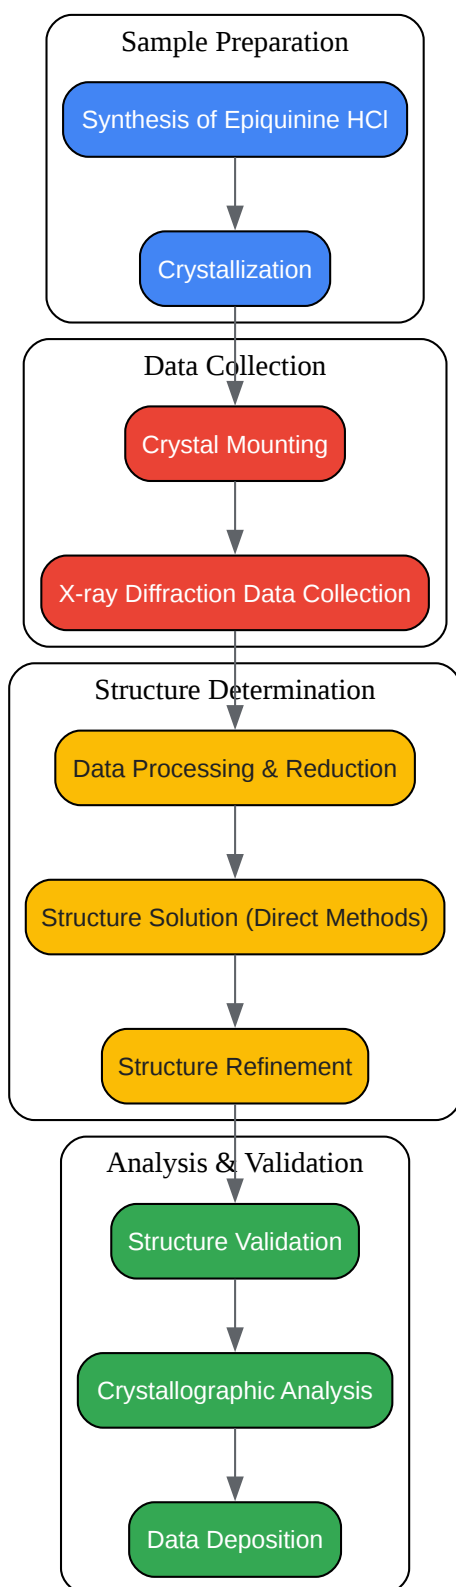 Sample Preparation
Synthesis of Epiquinine HCl
Crystallization
Data Collection
Crystal Mounting
X-ray Diffraction Data Collection
Structure Determination
Data Processing & Reduction
Structure Solution (Direct Methods)
Structure Refinement
Analysis & Validation
Structure Validation
Crystallographic Analysis
Data Deposition